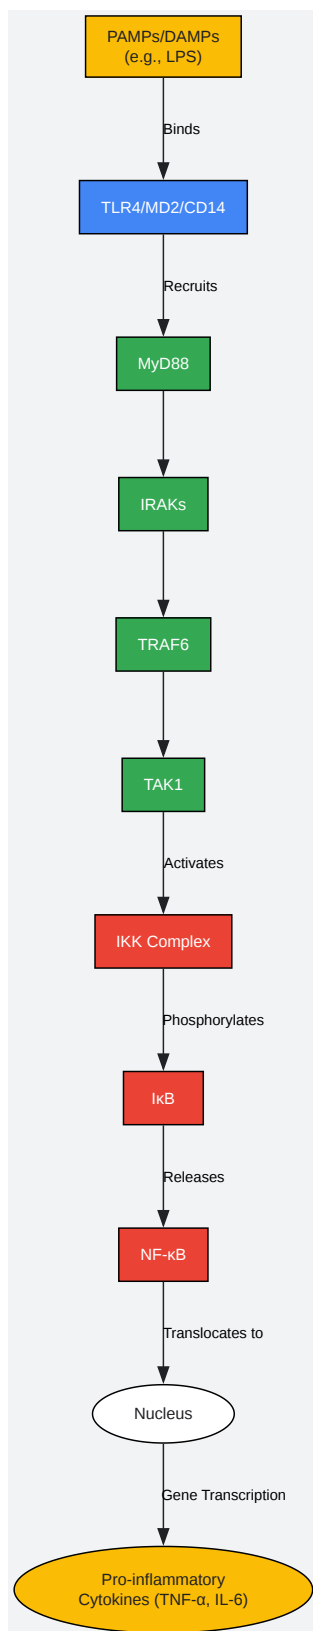 PAMPs/DAMPs
(e.g., LPS)
Binds
TLR4/MD2/CD14
Recruits
MyD88
IRAKs
TRAF6
TAK1
Activates
IKK Complex
Phosphorylates
IκB
Releases
NF-κB
Translocates to
Nucleus
Gene Transcription
Pro-inflammatory
Cytokines (TNF-α, IL-6)